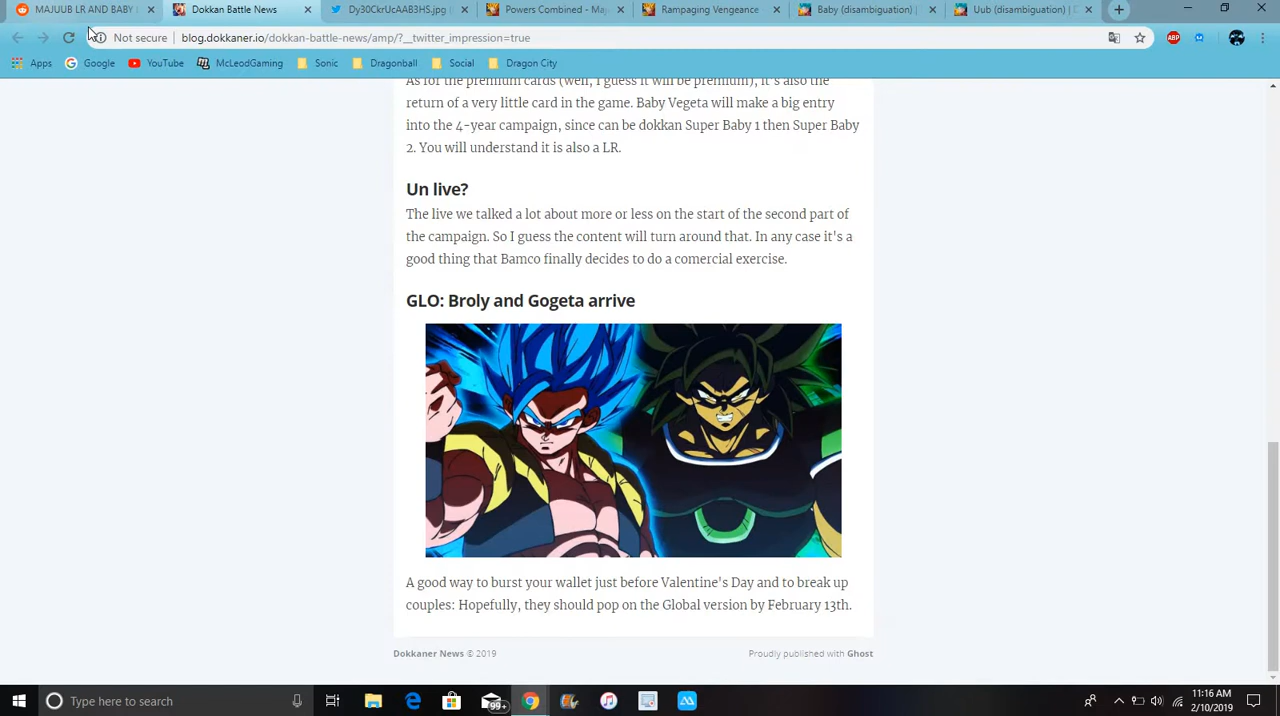 MAJUUB LR AND BABY
Dokkan Battle News
Dy30CkrUcAAB3HS.jpg
Powers Combined - Maj
Rampaging Vengeance
Baby (disambiguation) |
Uub (disambiguation) | D
Not secure
blog.dokkaner.io/dokkan-battle-news/amp/?__twitter_impression=true
ABP
Apps
Google
YouTube
McLeodGaming
Sonic
Dragonball
Social
Dragon City
As for the premium cards (well, I guess it will be premium), it's also the
return of a very little card in the game. Baby Vegeta will make a big entry
into the 4-year campaign, since can be dokkan Super Baby 1 then Super Baby
2. You will understand it is also a LR.
Un live?
The live we talked a lot about more or less on the start of the second part of
the campaign. So I guess the content will turn around that. In any case it's a
good thing that Bamco finally decides to do a comercial exercise.
GLO: Broly and Gogeta arrive
A good way to burst your wallet just before Valentine's Day and to break up
couples: Hopefully, they should pop on the Global version by February 13th.
Dokkaner News © 2019
Proudly published with Ghost
Type here to search
99+
11:16 AM
2/10/2019